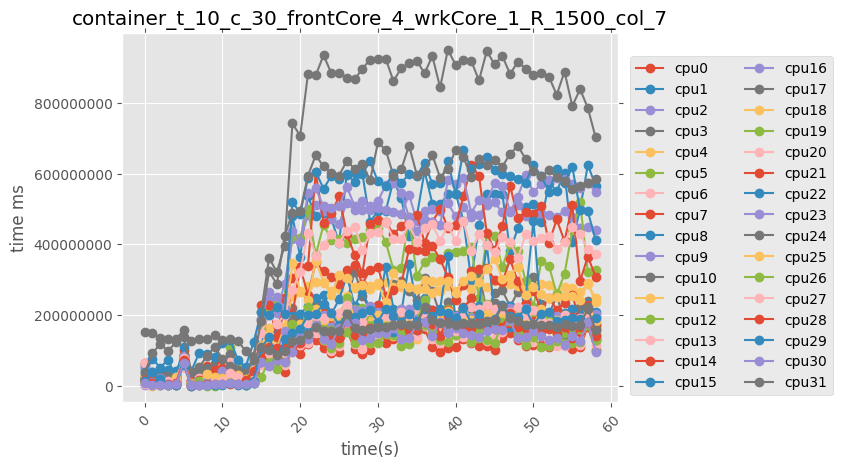 container_t_10_c_30_frontCore_4_wrkCore_1_R_1500_col_7
time ms
800000000
600000000
400000000
200000000
0
0
10
20
30
40
50
60
time(s)
cpu0
cpu1
cpu2
cpu3
cpu4
cpu5
cpu6
cpu7
cpu8
cpu9
cpu10
cpu11
cpu12
cpu13
cpu14
cpu15
cpu16
cpu17
cpu18
cpu19
cpu20
cpu21
cpu22
cpu23
cpu24
cpu25
cpu26
cpu27
cpu28
cpu29
cpu30
cpu31